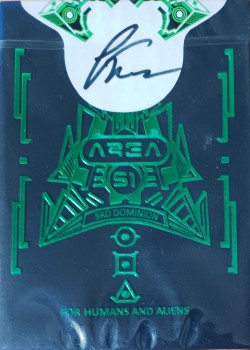 AREA
51
3RD DOMINION
FOR HUMANS AND ALIENS